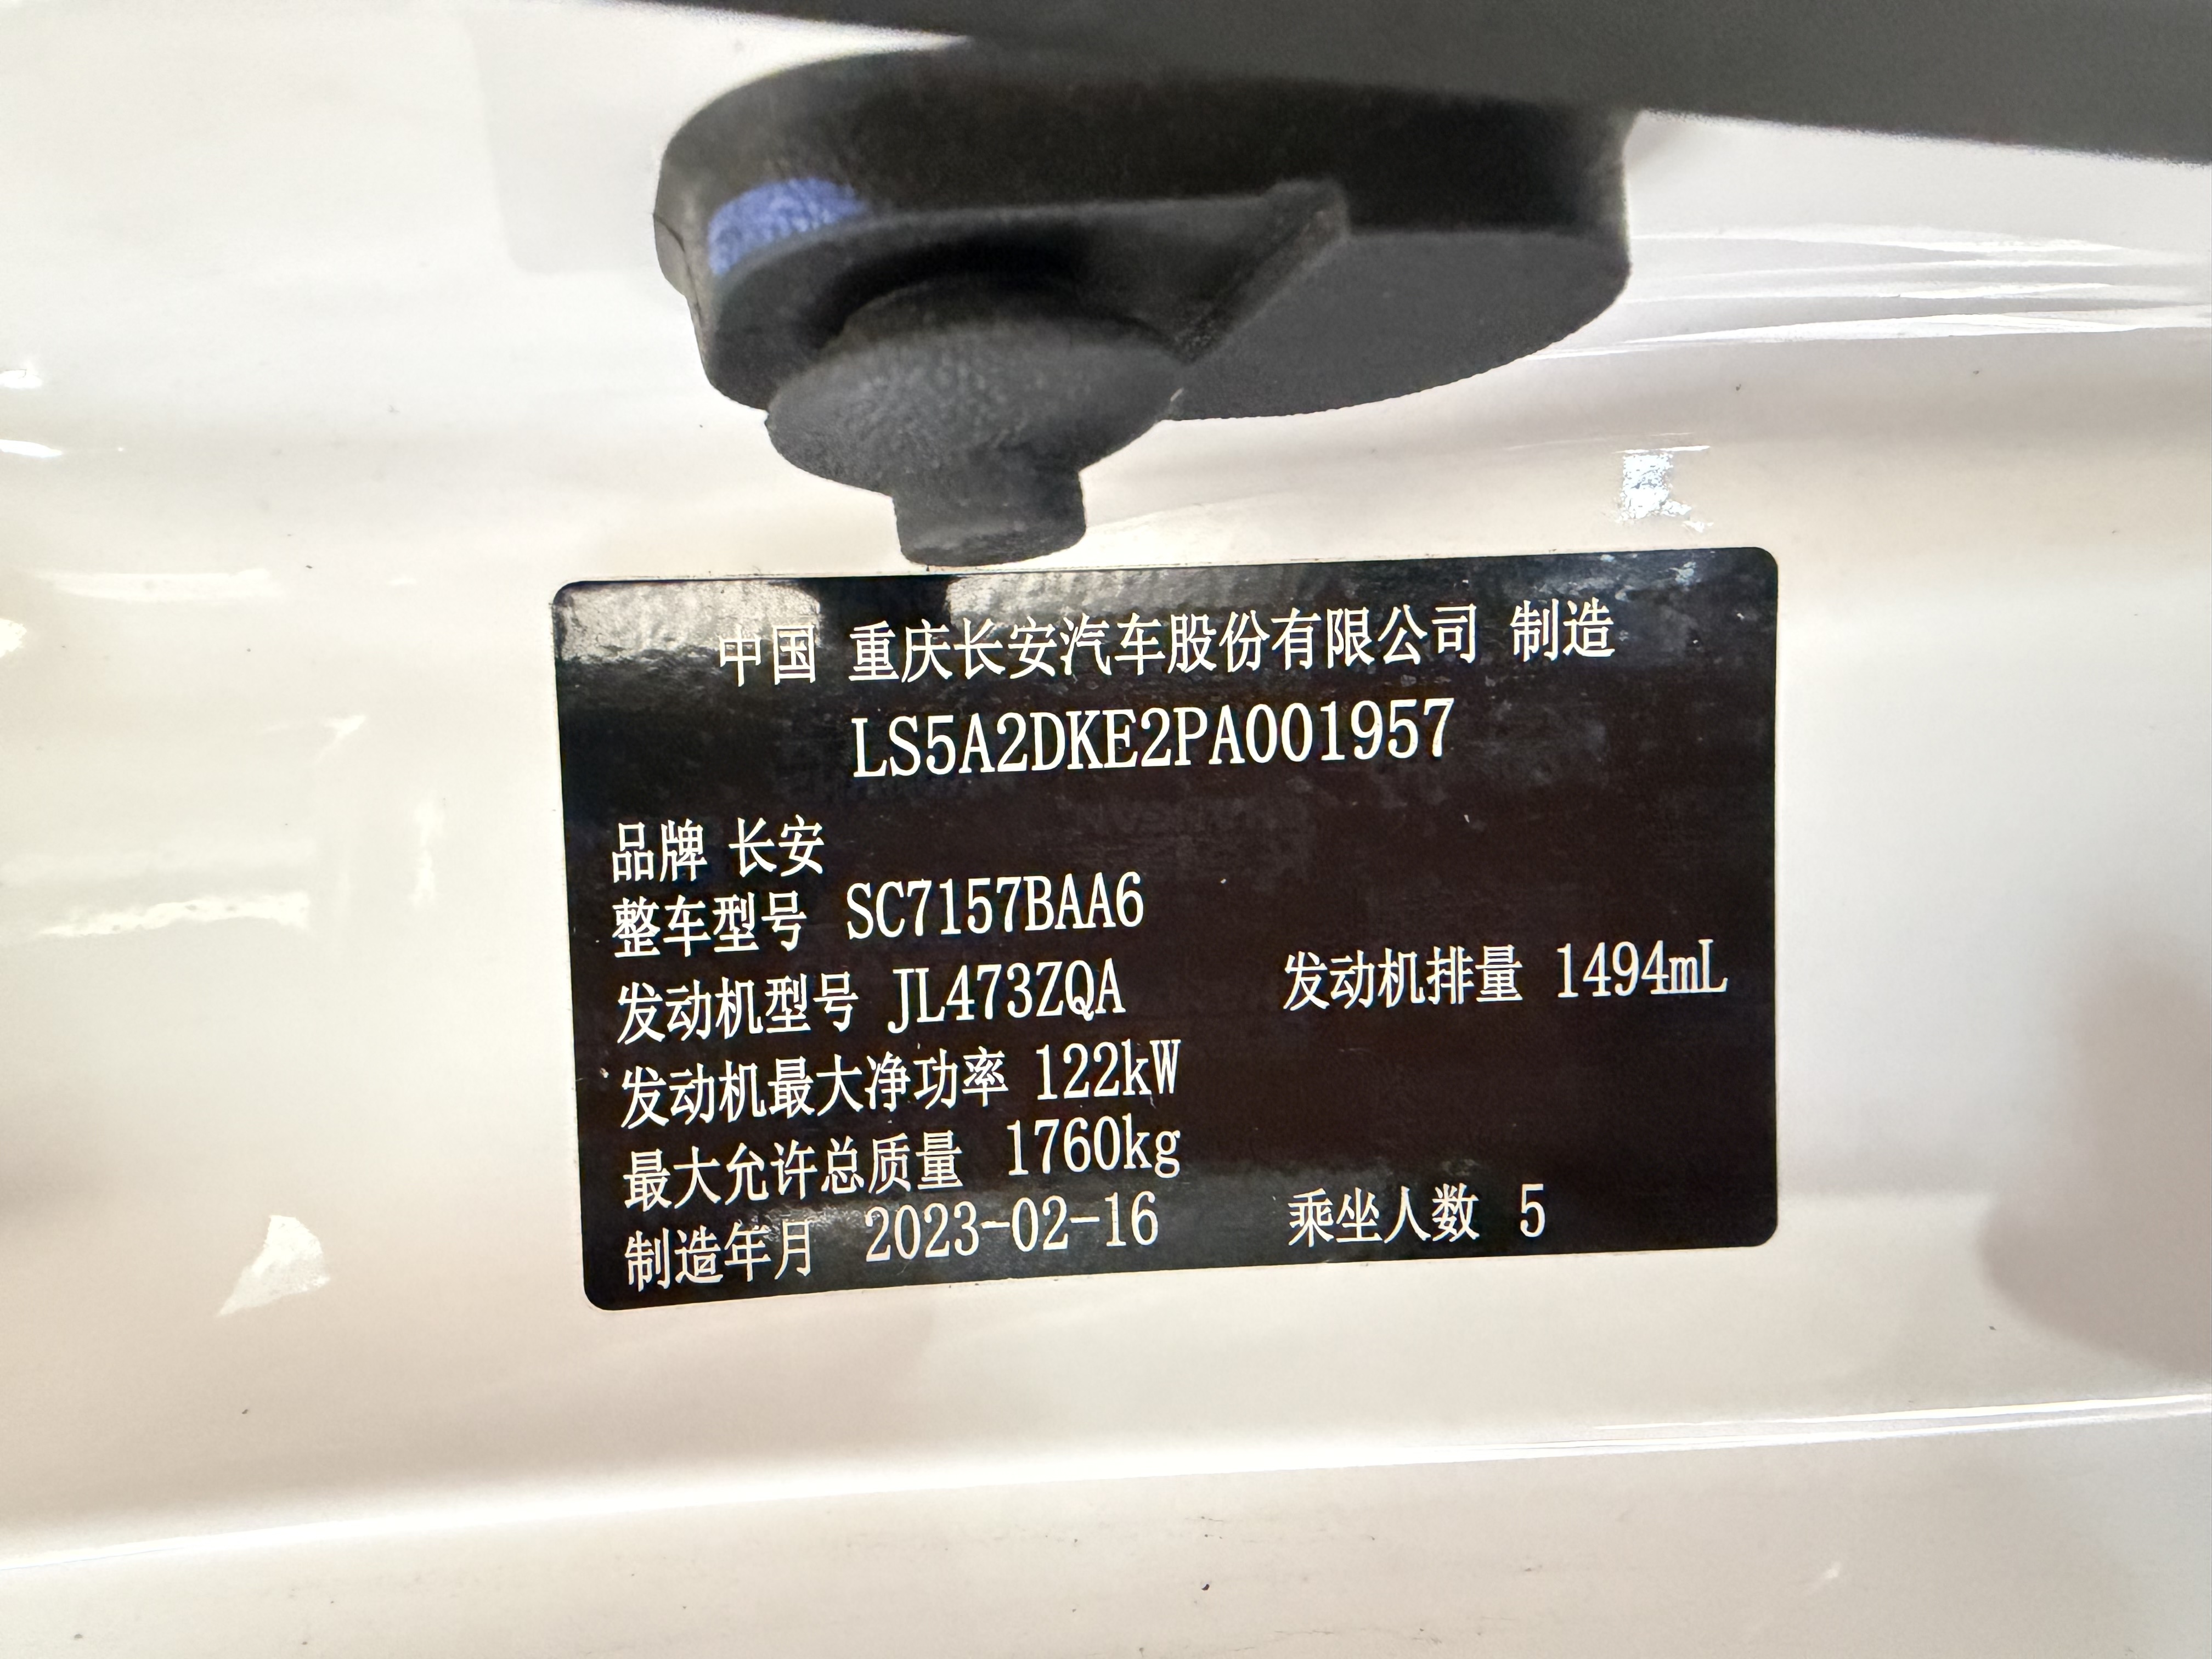 中国 重庆长安汽车股份有限公司 制造
LS5A2DKE2PA001957
品牌 长安
整车型号 SC7157BAA6
发动机型号 JL473ZQA 发动机排量 1494mL
发动机最大净功率 122kW
最大允许总质量 1760kg
制造年月 2023-02-16 乘坐人数 5